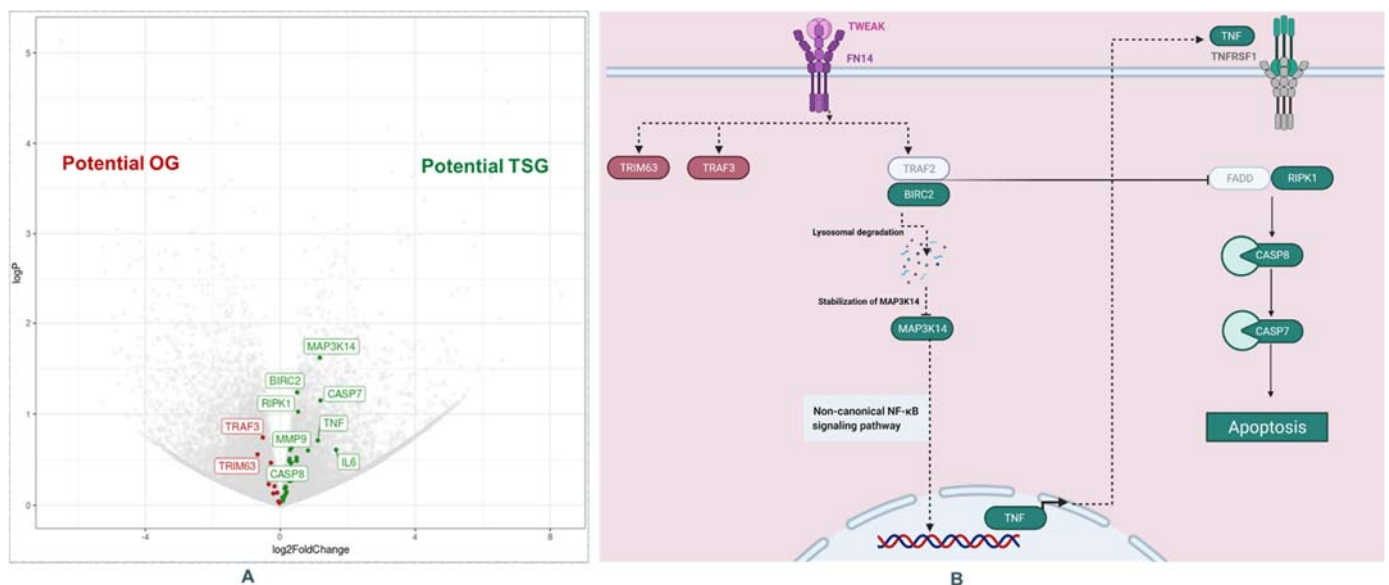 5
4
3
2
1
0
logP
-4
0
4
8
log2FoldChange
Potential OG
Potential TSG
MAP3K14
BIRC2
CASP7
RIPK1
TNF
TRAF3
MMP9
TRIM63
CASP8
IL6
A
TWEAK
FN14
TNF
TNFRSF1
TRIM63
TRAF3
TRAF2
BIRC2
FADD
RIPK1
Lysosomal degradation
CASP8
Stabilization of MAP3K14
MAP3K14
CASP7
Non-canonical NF-κB
signaling pathway
Apoptosis
TNF
B